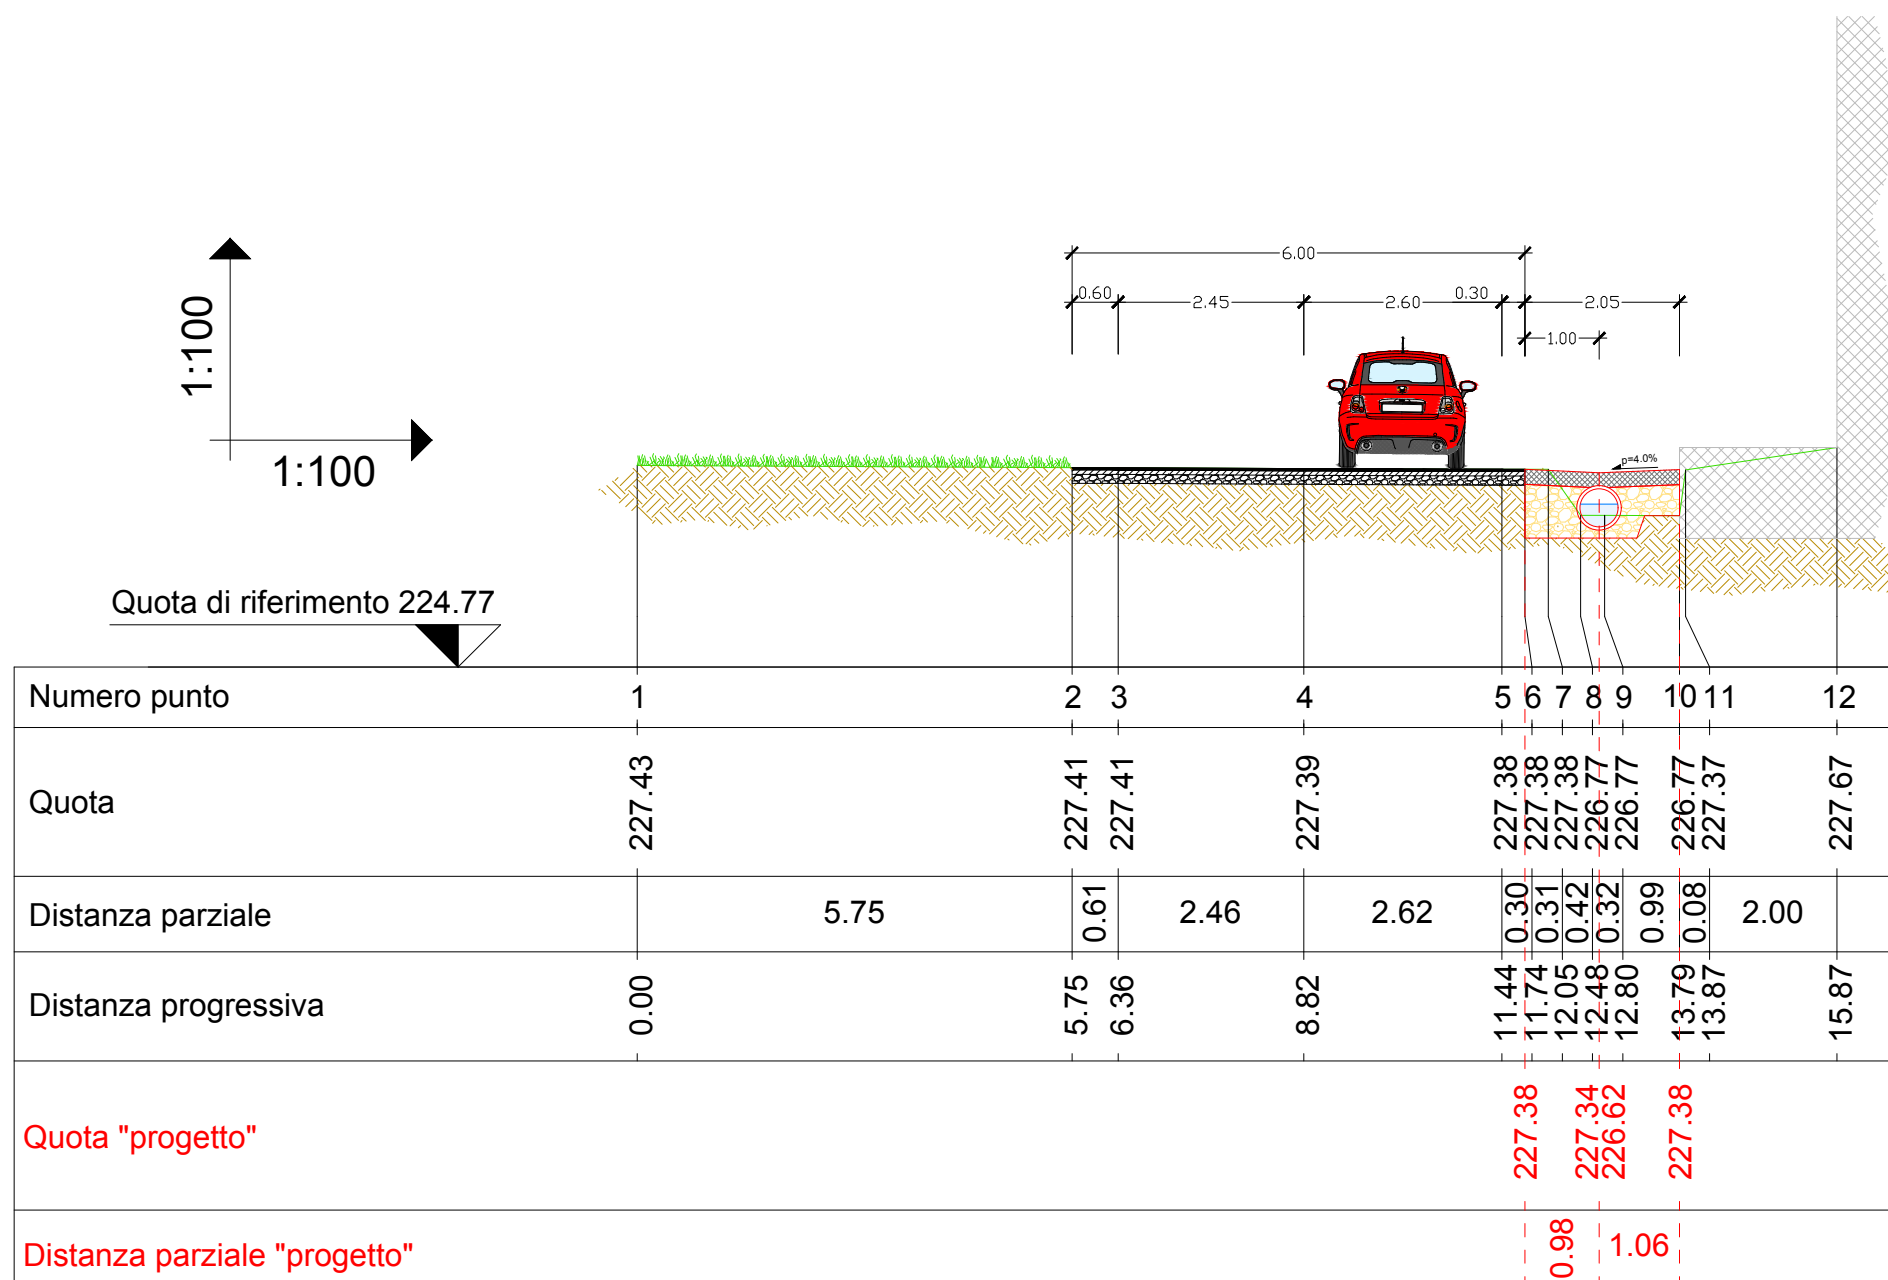 6.00
0.60 2.45 2.60 0.30 2.05
1.00
1:100
1:100
p=4.0%
Quota di riferimento 224.77
Numero punto 1 2 3 4 5 6 7 8 9 10 11 12
Quota 227.43 227.41 227.41 227.39 227.38 227.38 227.38 226.77 226.77 226.77 227.37 227.67
Distanza parziale 5.75 0.61 2.46 2.62 0.30 0.31 0.42 0.32 0.99 0.08 2.00
Distanza progressiva 0.00 5.75 6.36 8.82 11.44 11.74 12.05 12.48 12.80 13.79 13.87 15.87
Quota "progetto" 227.38 227.34 226.62 227.38
Distanza parziale "progetto" 0.98 1.06